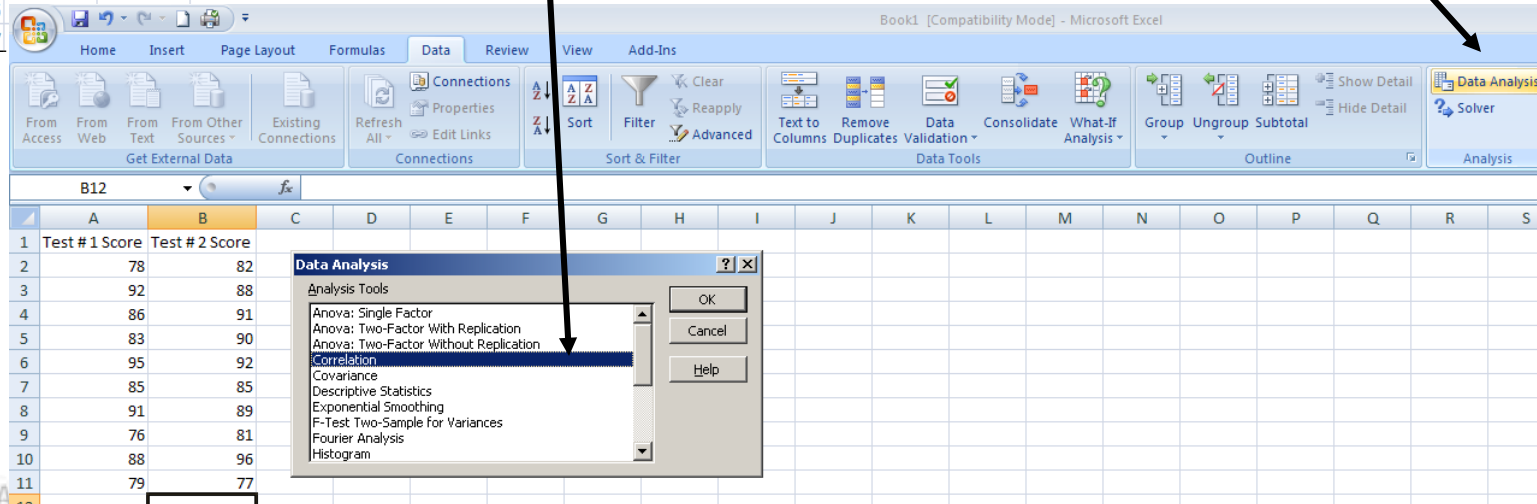 Book1 [Compatibility Mode] - Microsoft Excel
Home Insert Page Layout Formulas Data Review View Add-Ins
From Access
From Web
From Text
From Other Sources
Existing Connections
Get External Data
Refresh All
Connections
Properties
Edit Links
Connections
Sort
Filter
Clear
Reapply
Advanced
Sort & Filter
Text to Columns
Remove Duplicates
Data Validation
Consolidate
What-If Analysis
Data Tools
Group
Ungroup
Subtotal
Show Detail
Hide Detail
Outline
Data Analysis
Solver
Analysis
B12 fx
A B C D E F G H I J K L M N O P Q R S
1 Test # 1 Score Test # 2 Score
2 78 82
3 92 88
4 86 91
5 83 90
6 95 92
7 85 85
8 91 89
9 76 81
10 88 96
11 79 77
Data Analysis
Analysis Tools
Anova: Single Factor
Anova: Two-Factor With Replication
Anova: Two-Factor Without Replication
Correlation
Covariance
Descriptive Statistics
Exponential Smoothing
F-Test Two-Sample for Variances
Fourier Analysis
Histogram
OK
Cancel
Help